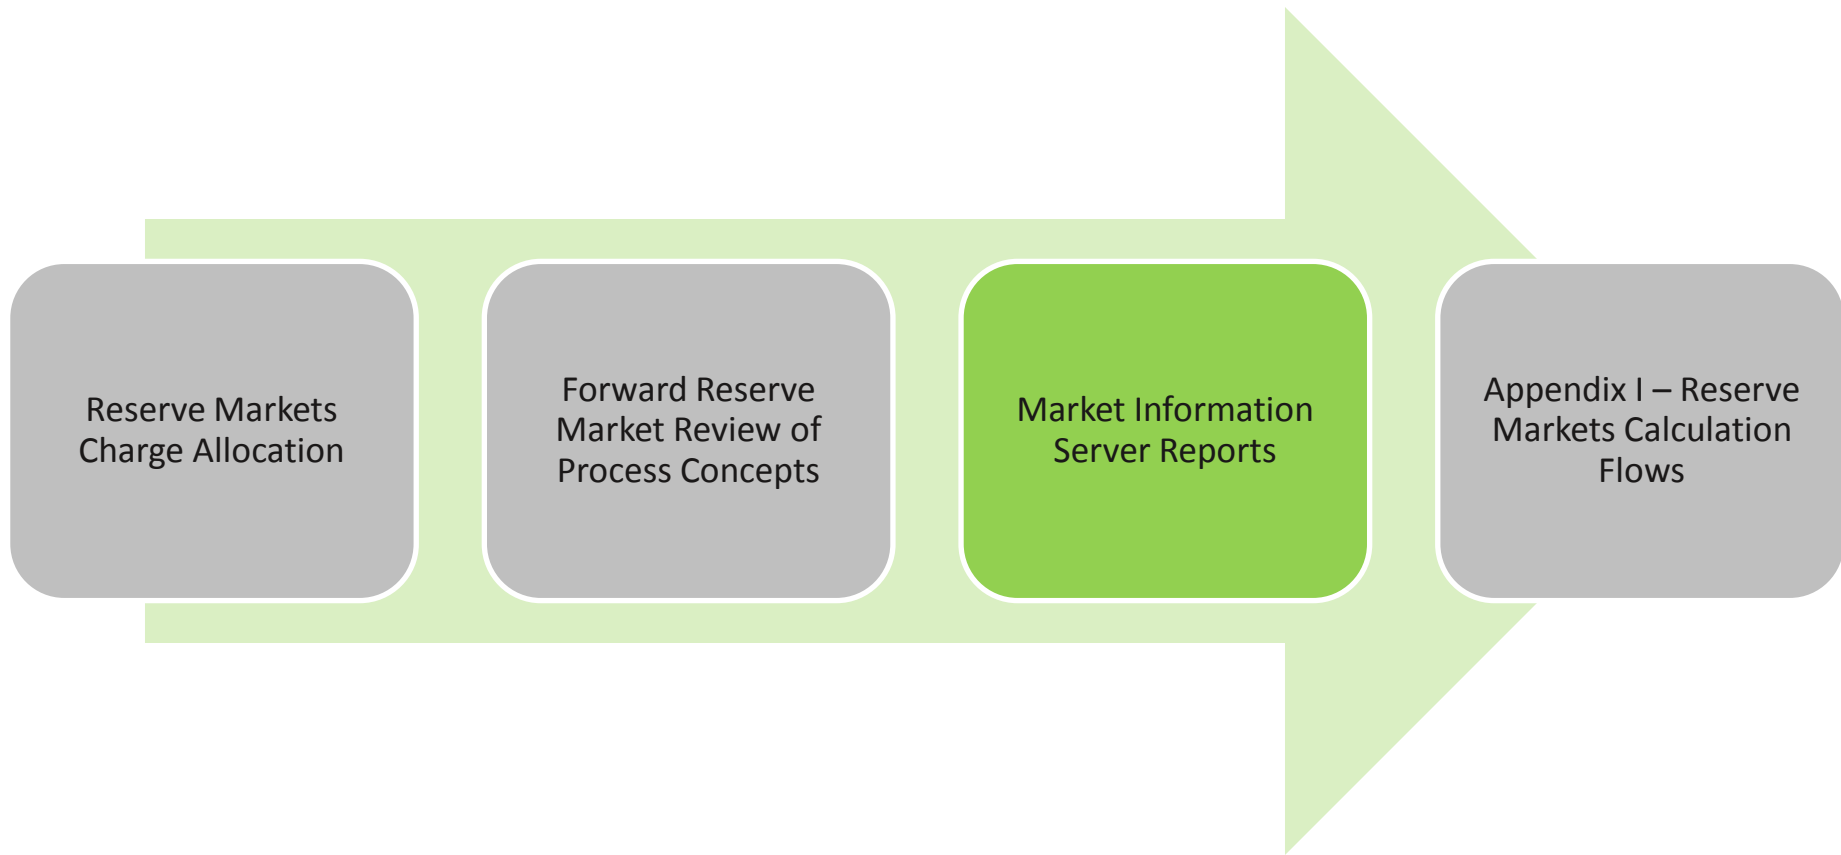 Reserve Markets
Charge Allocation
Forward Reserve
Market Review of
Process Concepts
Market Information
Server Reports
Appendix I – Reserve
Markets Calculation
Flows